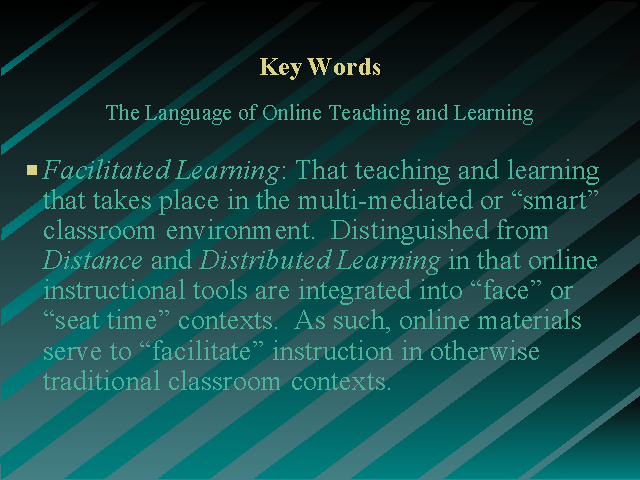 Key Words
The Language of Online Teaching and Learning
Facilitated Learning: That teaching and learning
that takes place in the multi-mediated or “smart”
classroom environment.  Distinguished from
Distance and Distributed Learning in that online
instructional tools are integrated into “face” or
“seat time” contexts.  As such, online materials
serve to “facilitate” instruction in otherwise
traditional classroom contexts.